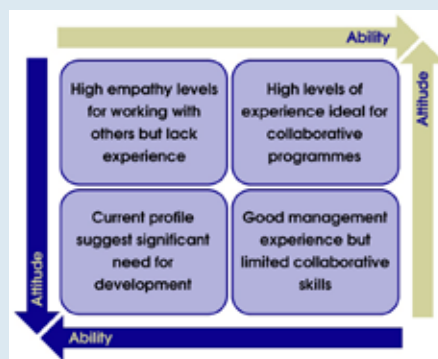 Ability
Attitude
High empathy levels
for working with
others but lack
experience
High levels of
experience ideal for
collaborative
programmes
Current profile
suggest significant
need for
development
Good management
experience but
limited collaborative
skills
Attitude
Ability